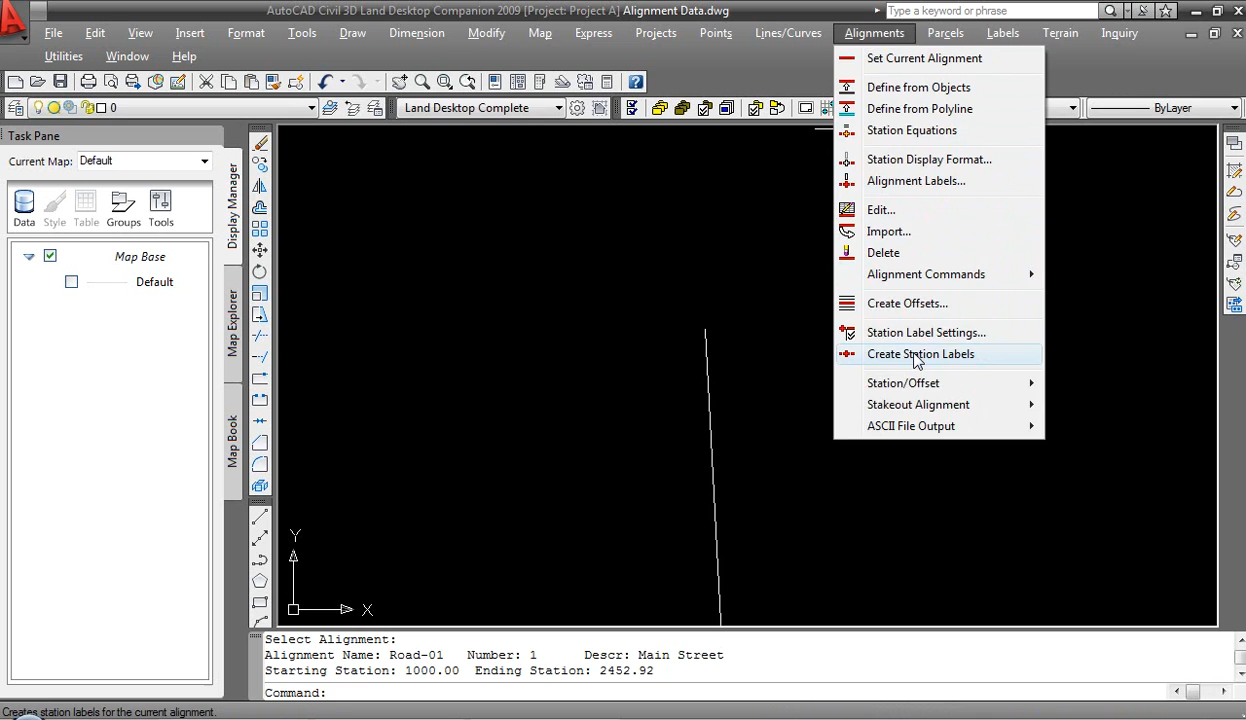 AutoCAD Civil 3D Land Desktop Companion 2009 [Project: Project A] Alignment Data.dwg
Type a keyword or phrase
File Edit View Insert Format Tools Draw Dimension Modify Map Express Projects Points Lines/Curves Alignments Parcels Labels Terrain Inquiry
Utilities Window Help
0
Land Desktop Complete
ByLayer
Task Pane
Current Map: Default
Data Style Table Groups Tools
Map Base
Default
Display Manager
Map Explorer
Map Book
Set Current Alignment
Define from Objects
Define from Polyline
Station Equations
Station Display Format...
Alignment Labels...
Edit...
Import...
Delete
Alignment Commands
Create Offsets...
Station Label Settings...
Create Station Labels
Station/Offset
Stakeout Alignment
ASCII File Output
Y
X
Select Alignment:
Alignment Name: Road-01 Number: 1 Descr: Main Street
Starting Station: 1000.00 Ending Station: 2452.92
Command:
Creates station labels for the current alignment.